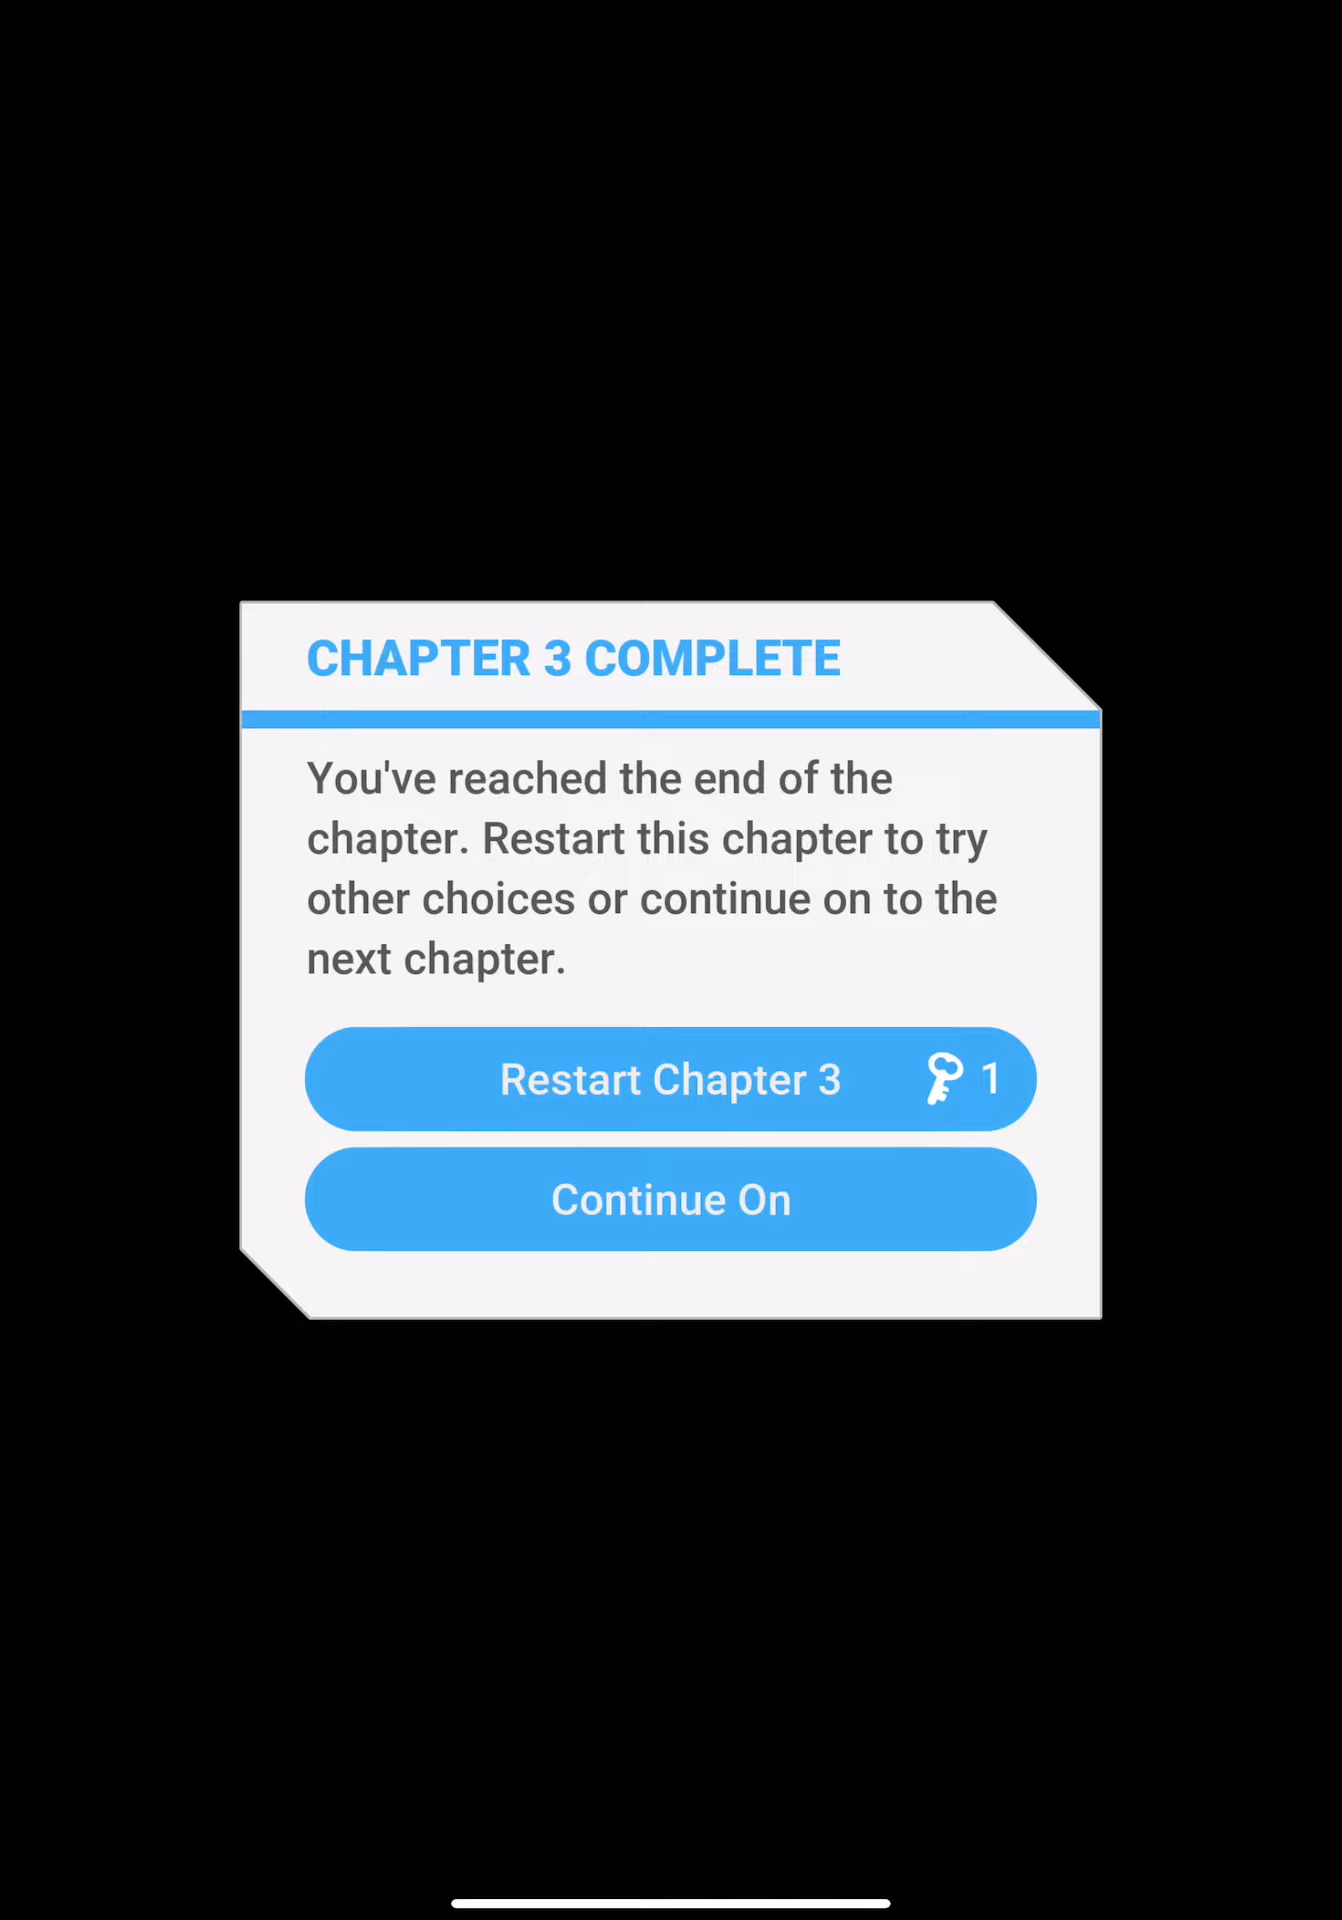 CHAPTER 3 COMPLETE
You've reached the end of the
chapter. Restart this chapter to try
other choices or continue on to the
next chapter.
Restart Chapter 3 1
Continue On